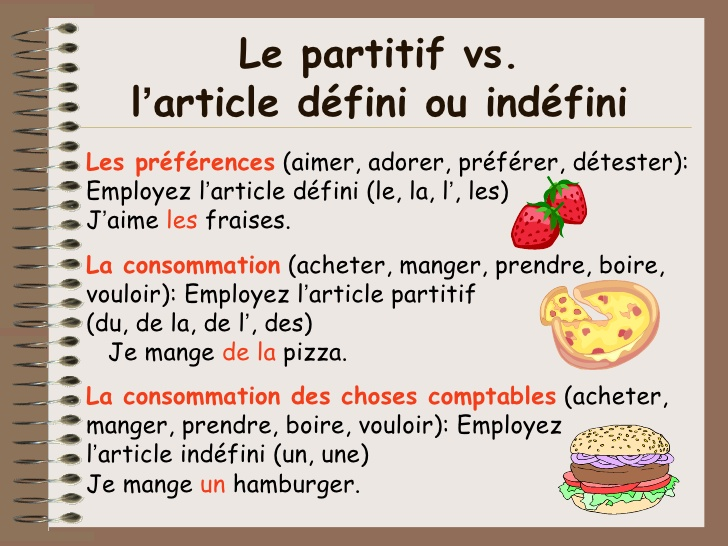 Le partitif vs.
l’article défini ou indéfini
Les préférences (aimer, adorer, préférer, détester):
Employez l’article défini (le, la, l’, les)
J’aime les fraises.
La consommation (acheter, manger, prendre, boire,
vouloir): Employez l’article partitif
(du, de la, de l’, des)
Je mange de la pizza.
La consommation des choses comptables (acheter,
manger, prendre, boire, vouloir): Employez
l’article indéfini (un, une)
Je mange un hamburger.